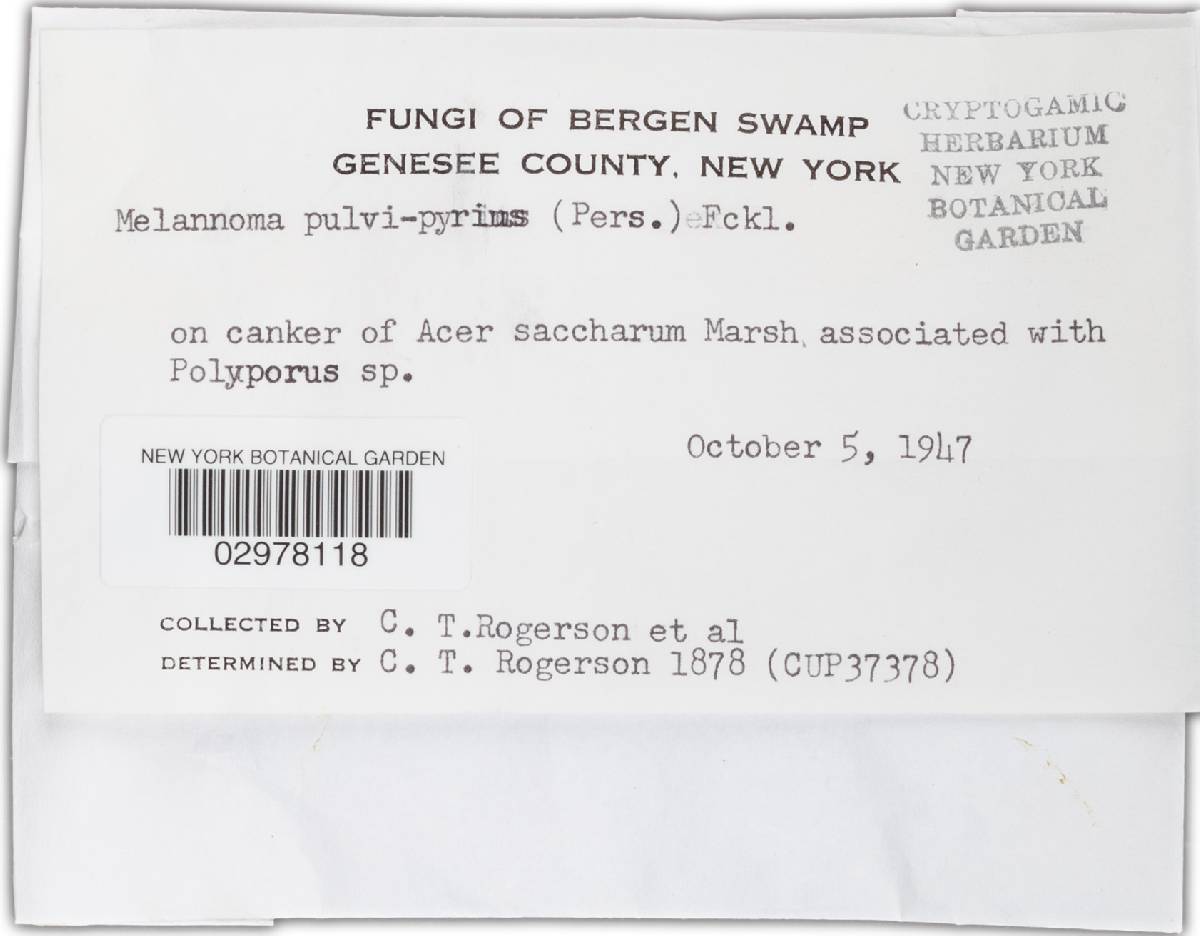 FUNGI OF BERGEN SWAMP
GENESEE COUNTY, NEW YORK
CRYPTOGAMIC
HERBARIUM
NEW YORK
BOTANICAL
GARDEN
Melannoma pulvi-pyrius (Pers.) Fckl.
on canker of Acer saccharum Marsh. associated with
Polyporus sp.
October 5, 1947
NEW YORK BOTANICAL GARDEN
02978118
COLLECTED BY C. T.Rogerson et al
DETERMINED BY C. T. Rogerson 1878 (CUP37378)